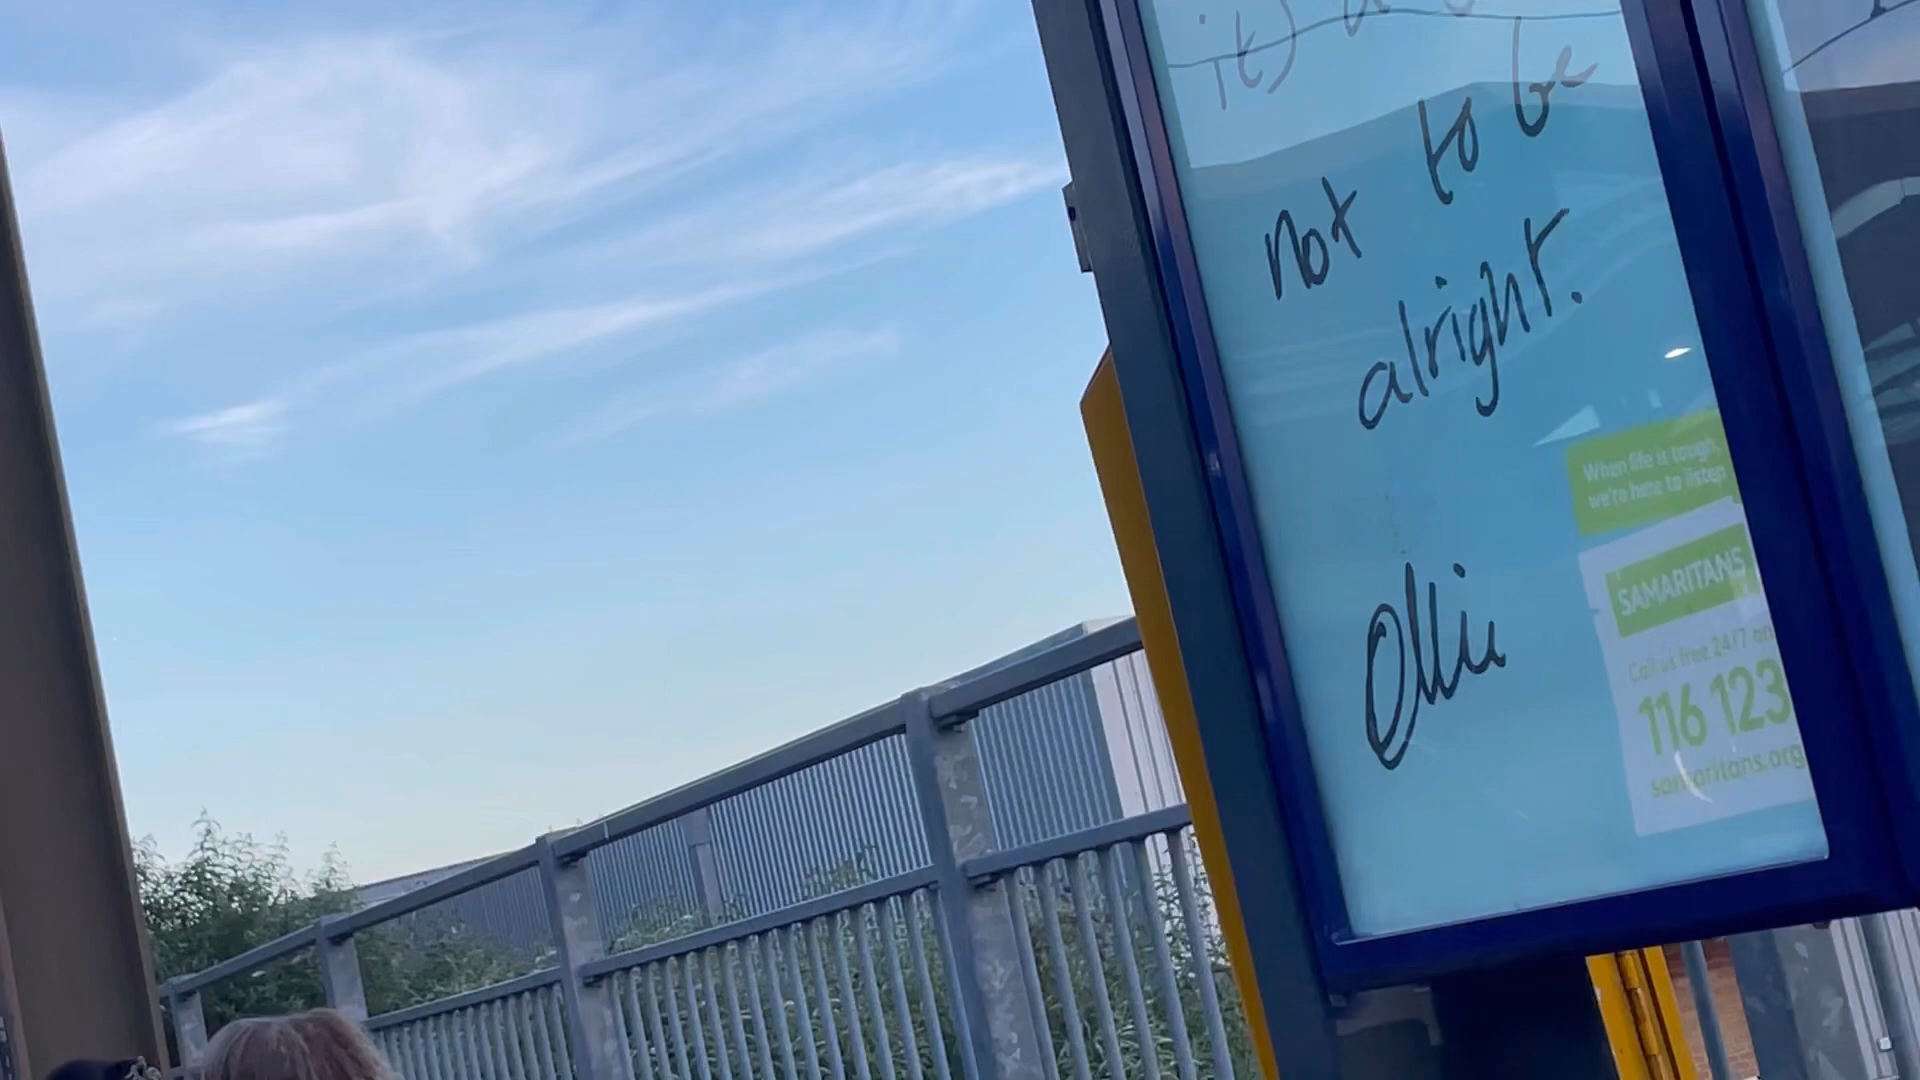 not to be
alright.
Ollie
When life is tough,
we're here to listen
SAMARITANS
Call us free 24/7 on
116 123
samaritans.org